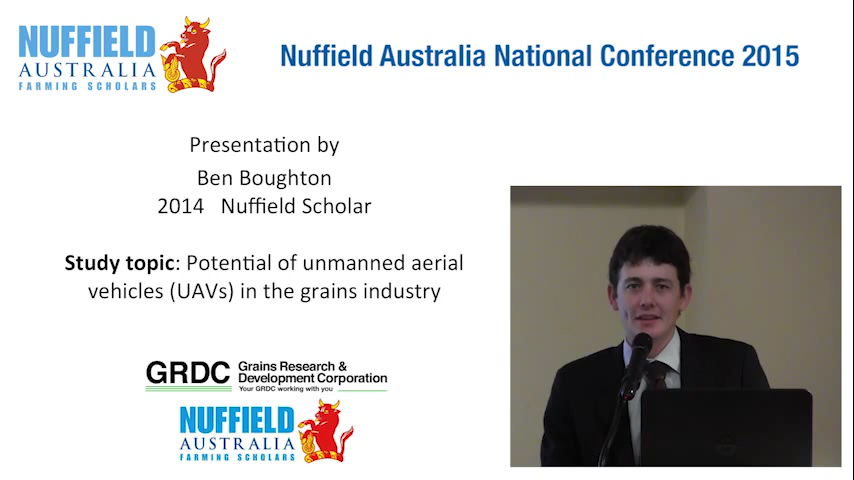 NUFFIELD
AUSTRALIA
FARMING SCHOLARS
Nuffield Australia National Conference 2015
Presentation by
Ben Boughton
2014 Nuffield Scholar
Study topic: Potential of unmanned aerial
vehicles (UAVs) in the grains industry
GRDC
Grains Research &
Development Corporation
Your GRDC working with you
NUFFIELD
AUSTRALIA
FARMING SCHOLARS